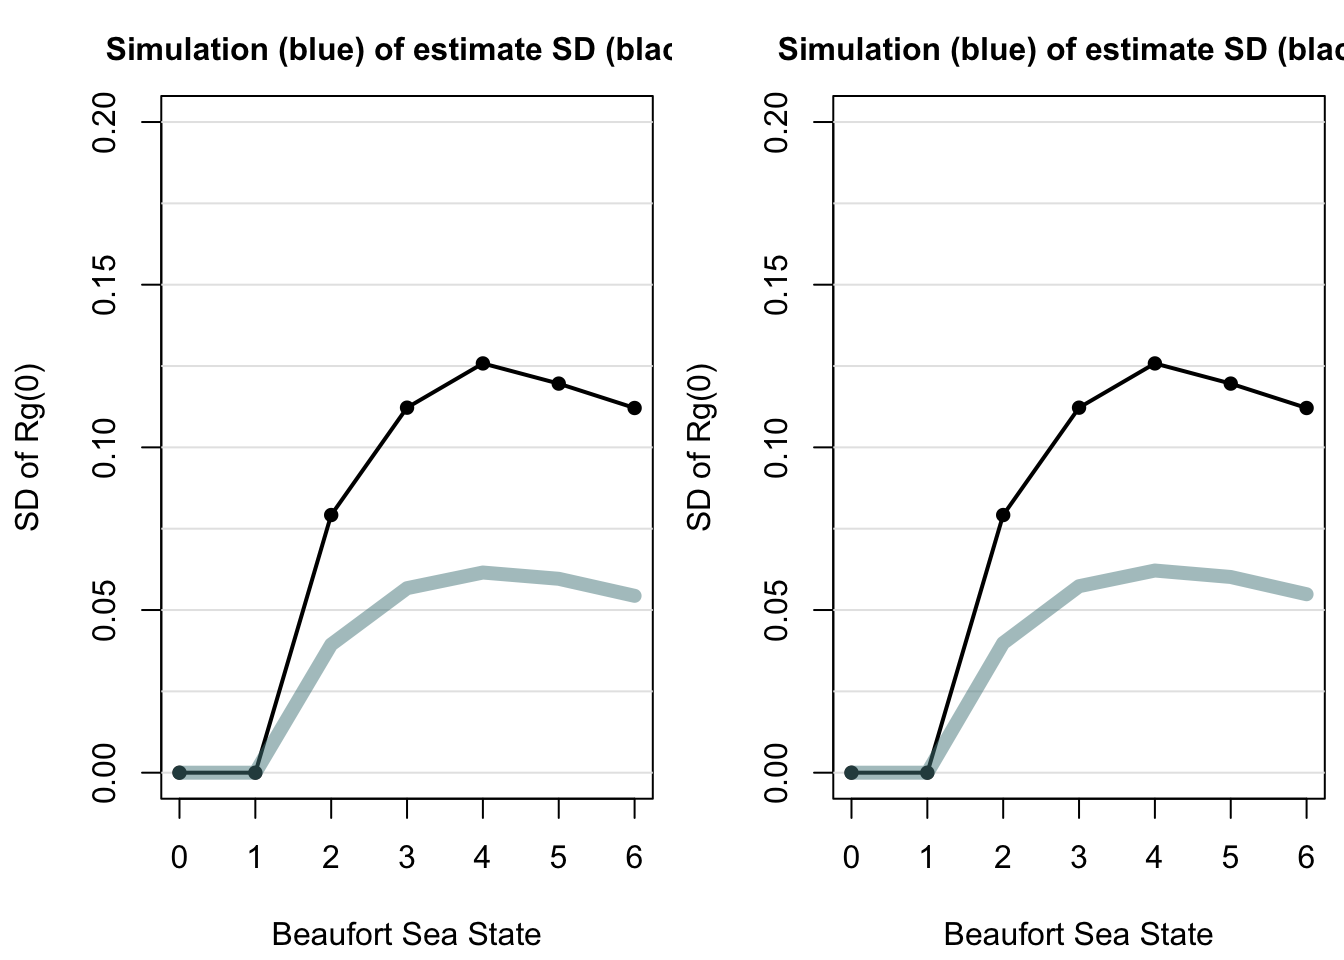 Simulation (blue) of estimate SD (blac
0.20
0.15
0.10
0.05
0.00
SD of Rg(0)
0 1 2 3 4 5 6
Beaufort Sea State
Simulation (blue) of estimate SD (blac
0.20
0.15
0.10
0.05
0.00
SD of Rg(0)
0 1 2 3 4 5 6
Beaufort Sea State